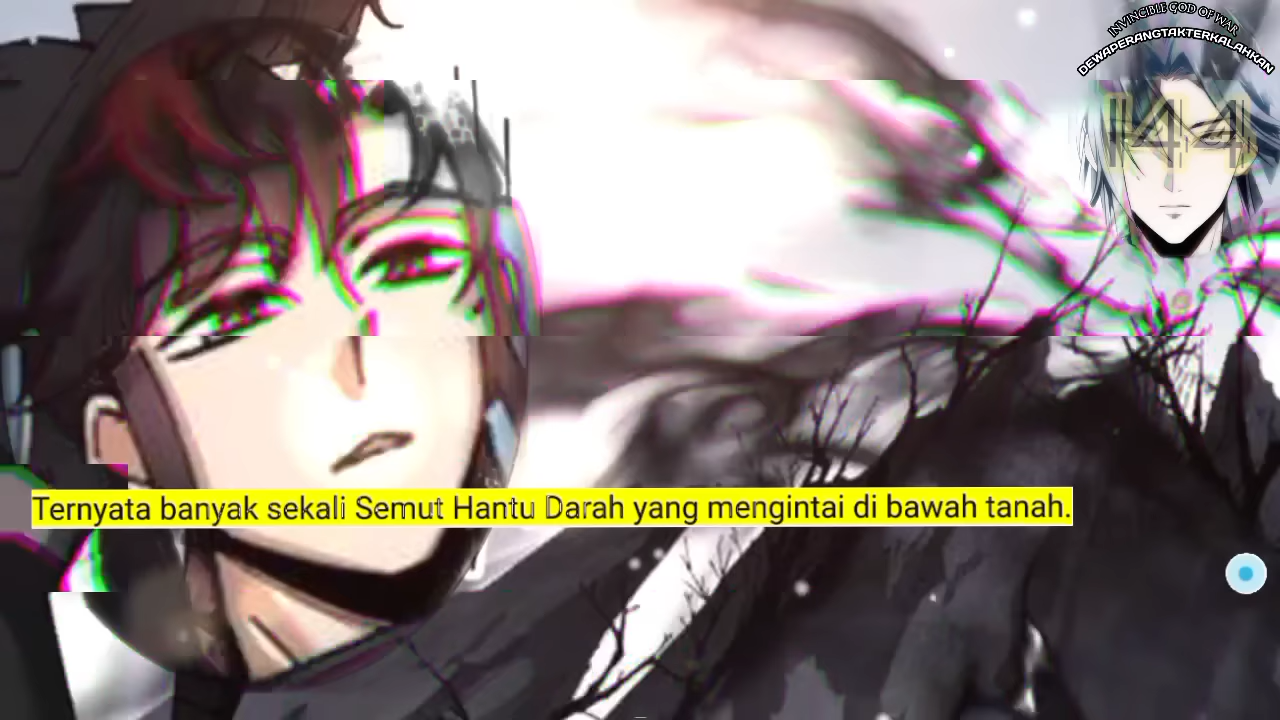 INVINCIBLE GOD OF WAR
DEWAPERANGTAKTERKALAHKAN
144
Ternyata banyak sekali Semut Hantu Darah yang mengintai di bawah tanah.